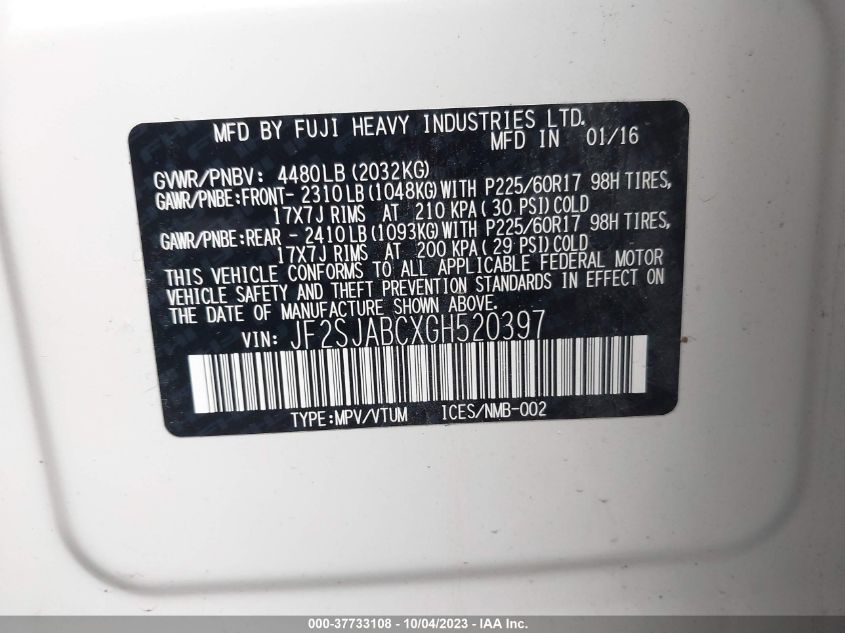 MFD BY FUJI HEAVY INDUSTRIES LTD.
MFD IN 01/16
GVWR/PNBV: 4480LB (2032KG)
GAWR/PNBE:FRONT- 2310LB (1048KG) WITH P225/60R17 98H TIRES,
17X7J RIMS AT 210 KPA ( 30 PSI) COLD
GAWR/PNBE:REAR - 2410LB (1093KG) WITH P225/60R17 98H TIRES,
17X7J RIMS AT 200 KPA ( 29 PSI) COLD
THIS VEHICLE CONFORMS TO ALL APPLICABLE FEDERAL MOTOR
VEHICLE SAFETY AND THEFT PREVENTION STANDARDS IN EFFECT ON
THE DATE OF MANUFACTURE SHOWN ABOVE.
VIN: JF2SJABCXGH520397
TYPE:MPV/VTUM ICES/NMB-002
000-37733108 - 10/04/2023 - IAA Inc.